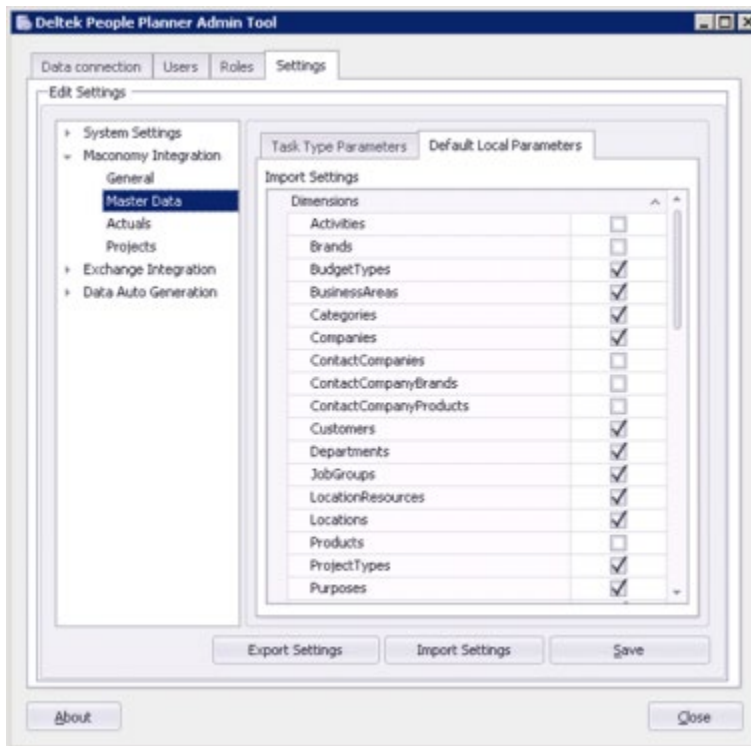 Deltek People Planner Admin Tool
Data connection Users Roles Settings
Edit Settings
System Settings
Maconomy Integration
General
Master Data
Actuals
Projects
Exchange Integration
Data Auto Generation
Task Type Parameters Default Local Parameters
Import Settings
Dimensions
Activities
Brands
BudgetTypes
BusinessAreas
Categories
Companies
ContactCompanies
ContactCompanyBrands
ContactCompanyProducts
Customers
Departments
JobGroups
LocationResources
Locations
Products
ProjectTypes
Purposes
Export Settings Import Settings Save
About Close